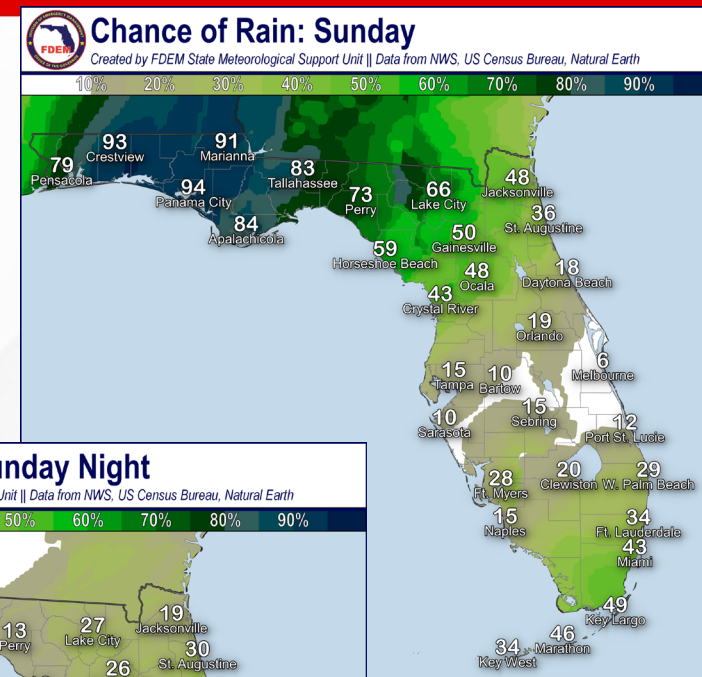 FDEM
Chance of Rain: Sunday
Created by FDEM State Meteorological Support Unit || Data from NWS, US Census Bureau, Natural Earth
10% 20% 30% 40% 50% 60% 70% 80% 90%
93
Crestview
91
Marianna
79
Pensacola
94
Panama City
83
Tallahassee
84
Apalachicola
73
Perry
66
Lake City
48
Jacksonville
36
St. Augustine
50
Gainesville
59
Horseshoe Beach
48
Ocala
18
Daytona Beach
43
Crystal River
19
Orlando
6
Melbourne
15
Tampa
10
Bartow
15
Sebring
10
Sarasota
12
Port St. Lucie
28
Ft. Myers
20
Clewiston
29
W. Palm Beach
15
Naples
34
Ft. Lauderdale
43
Miami
49
Key Largo
46
Marathon
34
Key West
unday Night
Unit || Data from NWS, US Census Bureau, Natural Earth
50% 60% 70% 80% 90%
13
Perry
27
Lake City
19
Jacksonville
30
St. Augustine
26